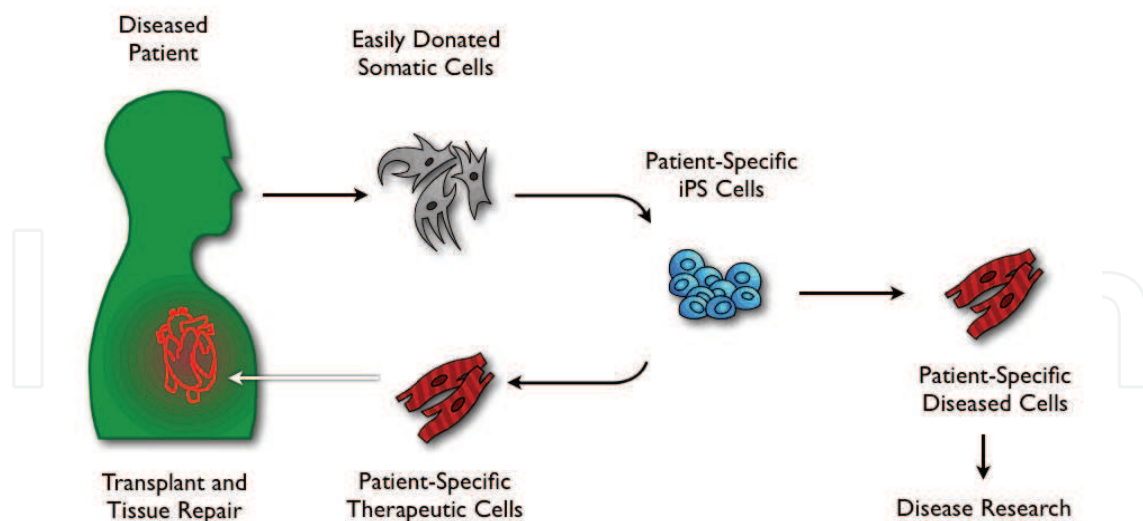 Diseased
Patient
Easily Donated
Somatic Cells
Patient-Specific
iPS Cells
Patient-Specific
Diseased Cells
Disease Research
Patient-Specific
Therapeutic Cells
Transplant and
Tissue Repair